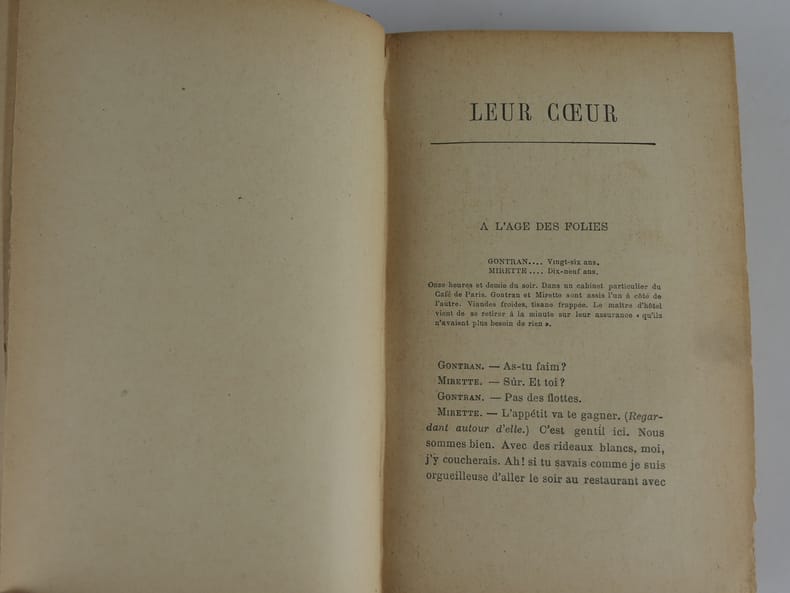 LEUR CŒUR
A L'AGE DES FOLIES
GONTRAN.... Vingt-six ans.
MIRETTE.... Dix-neuf ans.
Onze heures et demie du soir. Dans un cabinet particulier du
Café de Paris. Gontran et Mirette sont assis l'un à côté de
l'autre. Viandes froides, tisane frappée. Le maître d'hôtel
vient de se retirer à la minute sur leur assurance « qu'ils
n'avaient plus besoin de rien ».
GONTRAN. — As-tu faim?
MIRETTE. — Sûr. Et toi?
GONTRAN. — Pas des flottes.
MIRETTE. — L'appétit va te gagner. (Regar-
dant autour d'elle.) C'est gentil ici. Nous
sommes bien. Avec des rideaux blancs, moi,
j'y coucherais. Ah! si tu savais comme je suis
orgueilleuse d'aller le soir au restaurant avec